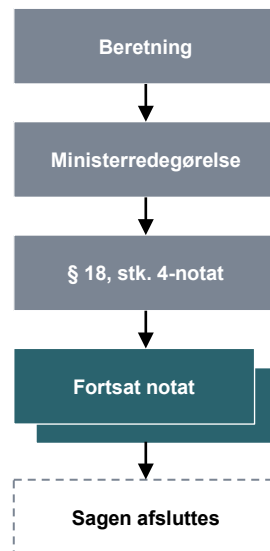 Beretning
Ministerredegørelse
§ 18, stk. 4-notat
Fortsat notat
Sagen afsluttes